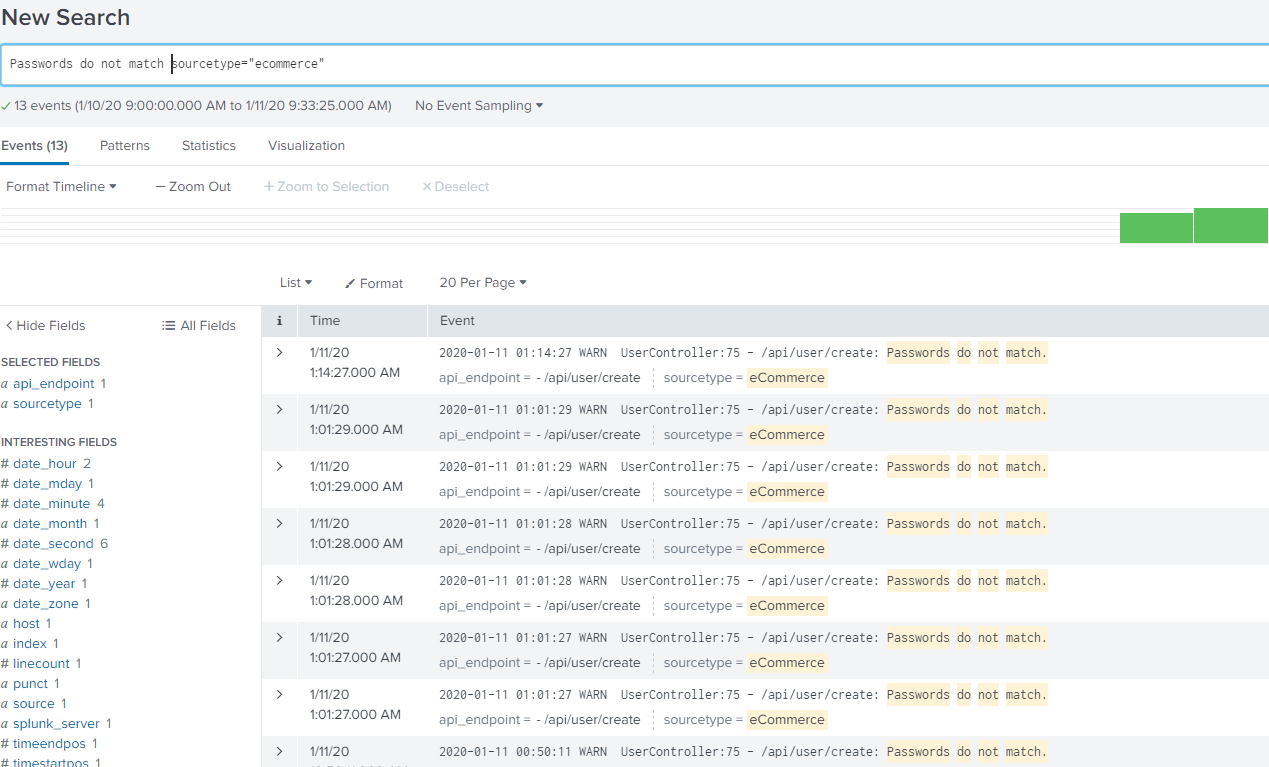 New Search
Passwords do not match sourcetype="ecommerce"
✓ 13 events (1/10/20 9:00:00.000 AM to 1/11/20 9:33:25.000 AM) No Event Sampling ▾
Events (13) Patterns Statistics Visualization
Format Timeline ▾ — Zoom Out + Zoom to Selection × Deselect
List ▾ Format 20 Per Page ▾
< Hide Fields All Fields
SELECTED FIELDS
a api_endpoint 1
a sourcetype 1
INTERESTING FIELDS
# date_hour 2
# date_mday 1
# date_minute 4
a date_month 1
# date_second 6
a date_wday 1
# date_year 1
a date_zone 1
a host 1
a index 1
# linecount 1
a punct 1
a source 1
a splunk_server 1
# timeendpos 1
# timestartpos 1
i Time Event
> 1/11/20 2020-01-11 01:14:27 WARN UserController:75 - /api/user/create: Passwords do not match.
1:14:27.000 AM api_endpoint = - /api/user/create sourcetype = eCommerce
> 1/11/20 2020-01-11 01:01:29 WARN UserController:75 - /api/user/create: Passwords do not match.
1:01:29.000 AM api_endpoint = - /api/user/create sourcetype = eCommerce
> 1/11/20 2020-01-11 01:01:29 WARN UserController:75 - /api/user/create: Passwords do not match.
1:01:29.000 AM api_endpoint = - /api/user/create sourcetype = eCommerce
> 1/11/20 2020-01-11 01:01:28 WARN UserController:75 - /api/user/create: Passwords do not match.
1:01:28.000 AM api_endpoint = - /api/user/create sourcetype = eCommerce
> 1/11/20 2020-01-11 01:01:28 WARN UserController:75 - /api/user/create: Passwords do not match.
1:01:28.000 AM api_endpoint = - /api/user/create sourcetype = eCommerce
> 1/11/20 2020-01-11 01:01:27 WARN UserController:75 - /api/user/create: Passwords do not match.
1:01:27.000 AM api_endpoint = - /api/user/create sourcetype = eCommerce
> 1/11/20 2020-01-11 01:01:27 WARN UserController:75 - /api/user/create: Passwords do not match.
1:01:27.000 AM api_endpoint = - /api/user/create sourcetype = eCommerce
> 1/11/20 2020-01-11 00:50:11 WARN UserController:75 - /api/user/create: Passwords do not match.